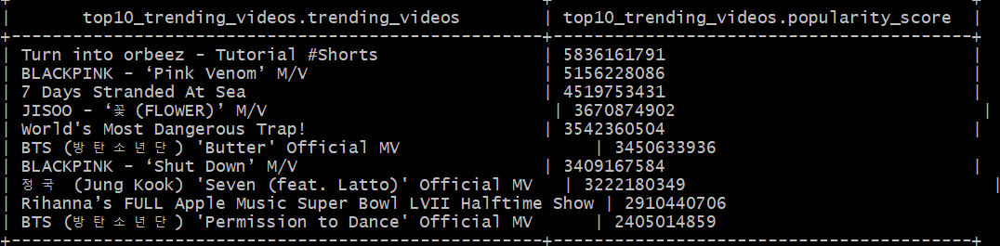 top10_trending_videos.trending_videos | top10_trending_videos.popularity_score
Turn into orbeez - Tutorial #Shorts | 5836161791
BLACKPINK - ‘Pink Venom’ M/V | 5156228086
7 Days Stranded At Sea | 4519753431
JISOO - ‘꽃 (FLOWER)’ M/V | 3670874902
World's Most Dangerous Trap! | 3542360504
BTS (방탄소년단) 'Butter' Official MV | 3450633936
BLACKPINK - ‘Shut Down’ M/V | 3409167584
정국 (Jung Kook) 'Seven (feat. Latto)' Official MV | 3222180349
Rihanna’s FULL Apple Music Super Bowl LVII Halftime Show | 2910440706
BTS (방탄소년단) 'Permission to Dance' Official MV | 2405014859